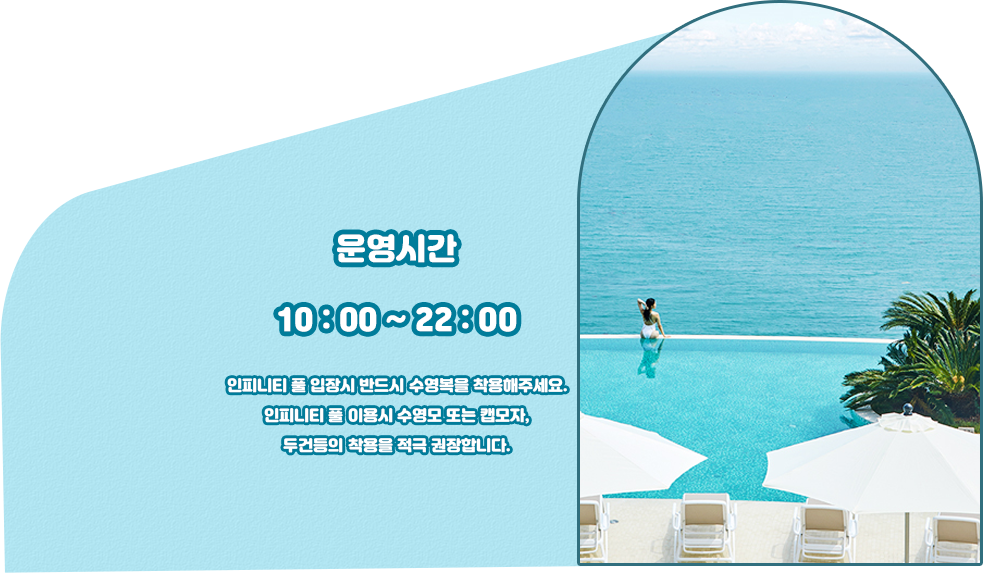 운영시간
10 : 00 ~ 22 : 00
인피니티 풀 입장시 반드시 수영복을 착용해주세요.
인피니티 풀 이용시 수영모 또는 캡모자,
두건등의 착용을 적극 권장합니다.